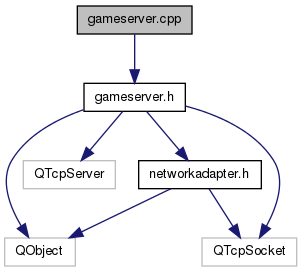 gameserver.cpp
gameserver.h
QTcpServer
networkadapter.h
QObject
QTcpSocket